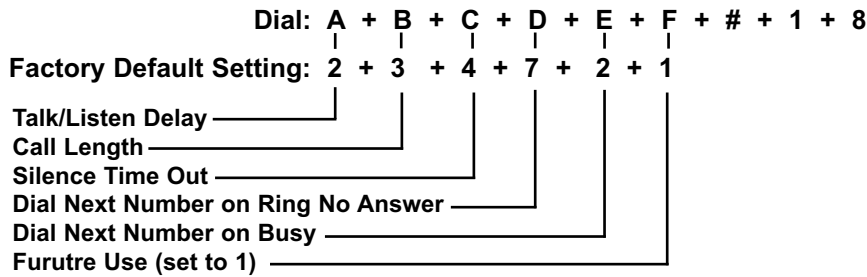 Dial: A + B + C + D + E + F + # + 1 + 8
Factory Default Setting: 2 + 3 + 4 + 7 + 2 + 1
Talk/Listen Delay
Call Length
Silence Time Out
Dial Next Number on Ring No Answer
Dial Next Number on Busy
Furutre Use (set to 1)